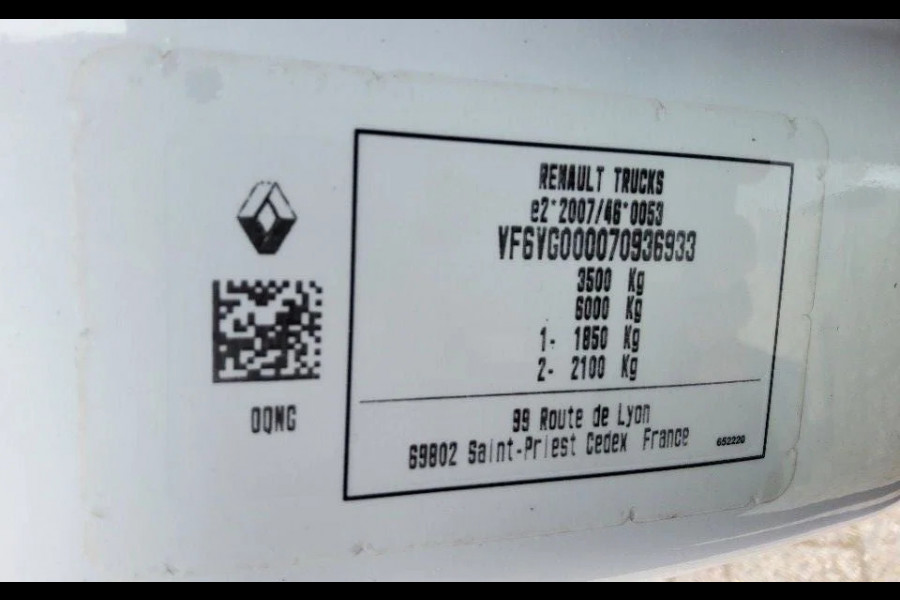 RENAULT TRUCKS
e2*2007/46*0053
VF6VG000070936933
3500 Kg
6000 Kg
1- 1850 Kg
2- 2100 Kg
0QNG
99 Route de Lyon
69802 Saint-Priest Cedex France
652220